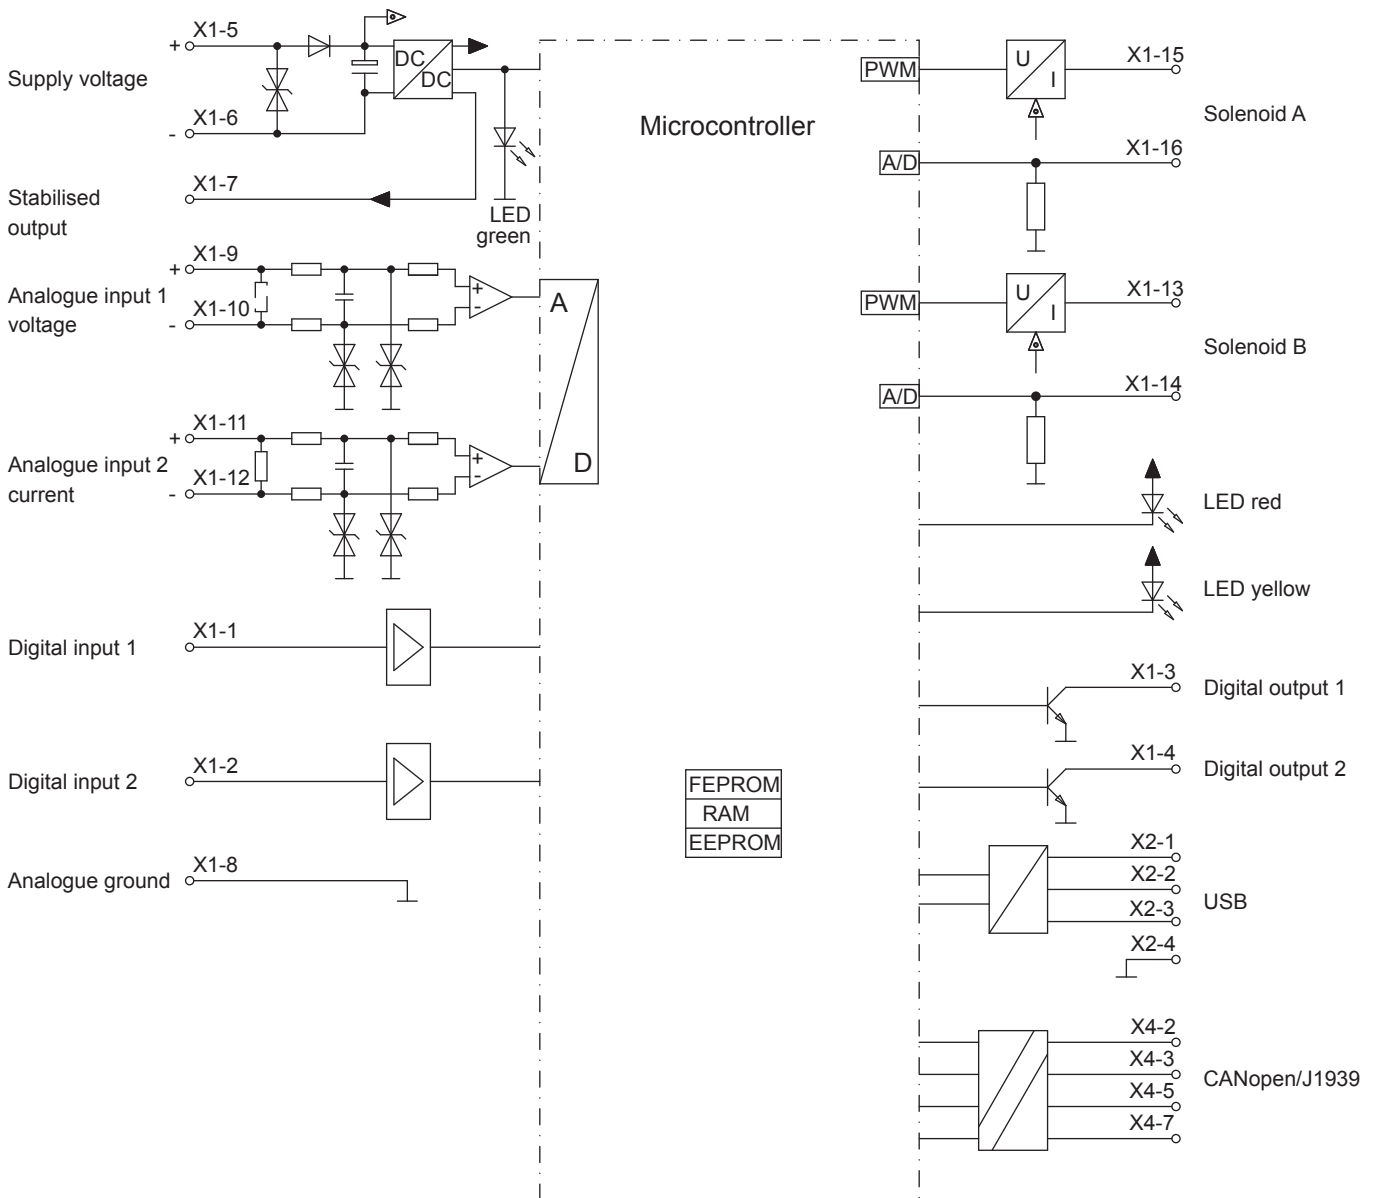 X1-5
+
Supply voltage
X1-6
-
DC
DC
X1-7
Stabilised
output
LED
green
X1-9
+
Analogue input 1
voltage
X1-10
-
+
-
A
D
X1-11
+
Analogue input 2
current
X1-12
-
+
-
Digital input 1
X1-1
Digital input 2
X1-2
Analogue ground
X1-8
Microcontroller
FEPROM
RAM
EEPROM
PWM
U
I
X1-15
Solenoid A
A/D
X1-16
PWM
U
I
X1-13
Solenoid B
A/D
X1-14
LED red
LED yellow
X1-3
Digital output 1
X1-4
Digital output 2
X2-1
X2-2
X2-3
USB
X2-4
X4-2
X4-3
CANopen/J1939
X4-5
X4-7